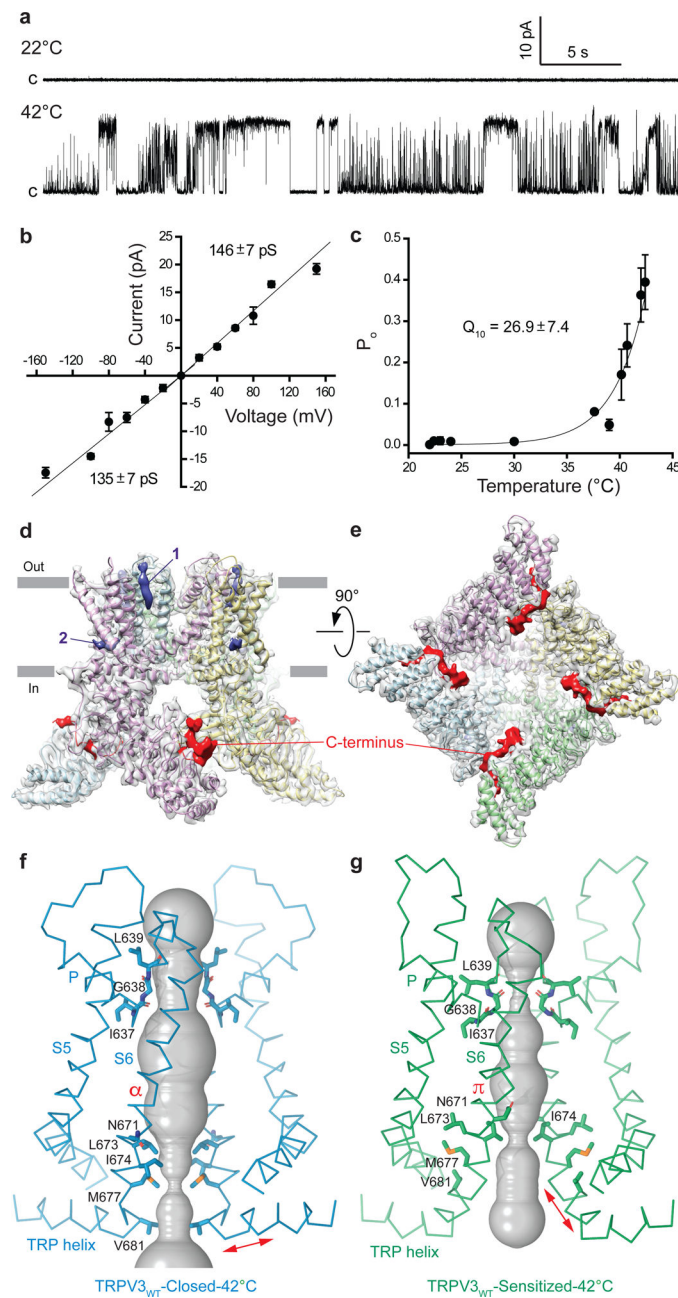 a
22°C
10 pA
5 s
c
42°C
c
b
146±7 pS
Current (pA)
25
20
15
10
5
0
-160 -120 -80 -40 0 40 80 120 160
Voltage (mV)
-5
-10
-15
-20
135±7 pS
c
0.5
0.4
0.3
0.2
0.1
0.0
Po
Q10 = 26.9±7.4
20 25 30 35 40 45
Temperature (°C)
d
Out
1
2
In
90°
e
C-terminus
f
L639
P
G638
I637
S5
S6
α
N671
L673
I674
M677
V681
TRP helix
TRPV3WT-Closed-42°C
g
L639
P
G638
I637
S5
S6
π
N671
L673
I674
M677
V681
TRP helix
TRPV3WT-Sensitized-42°C